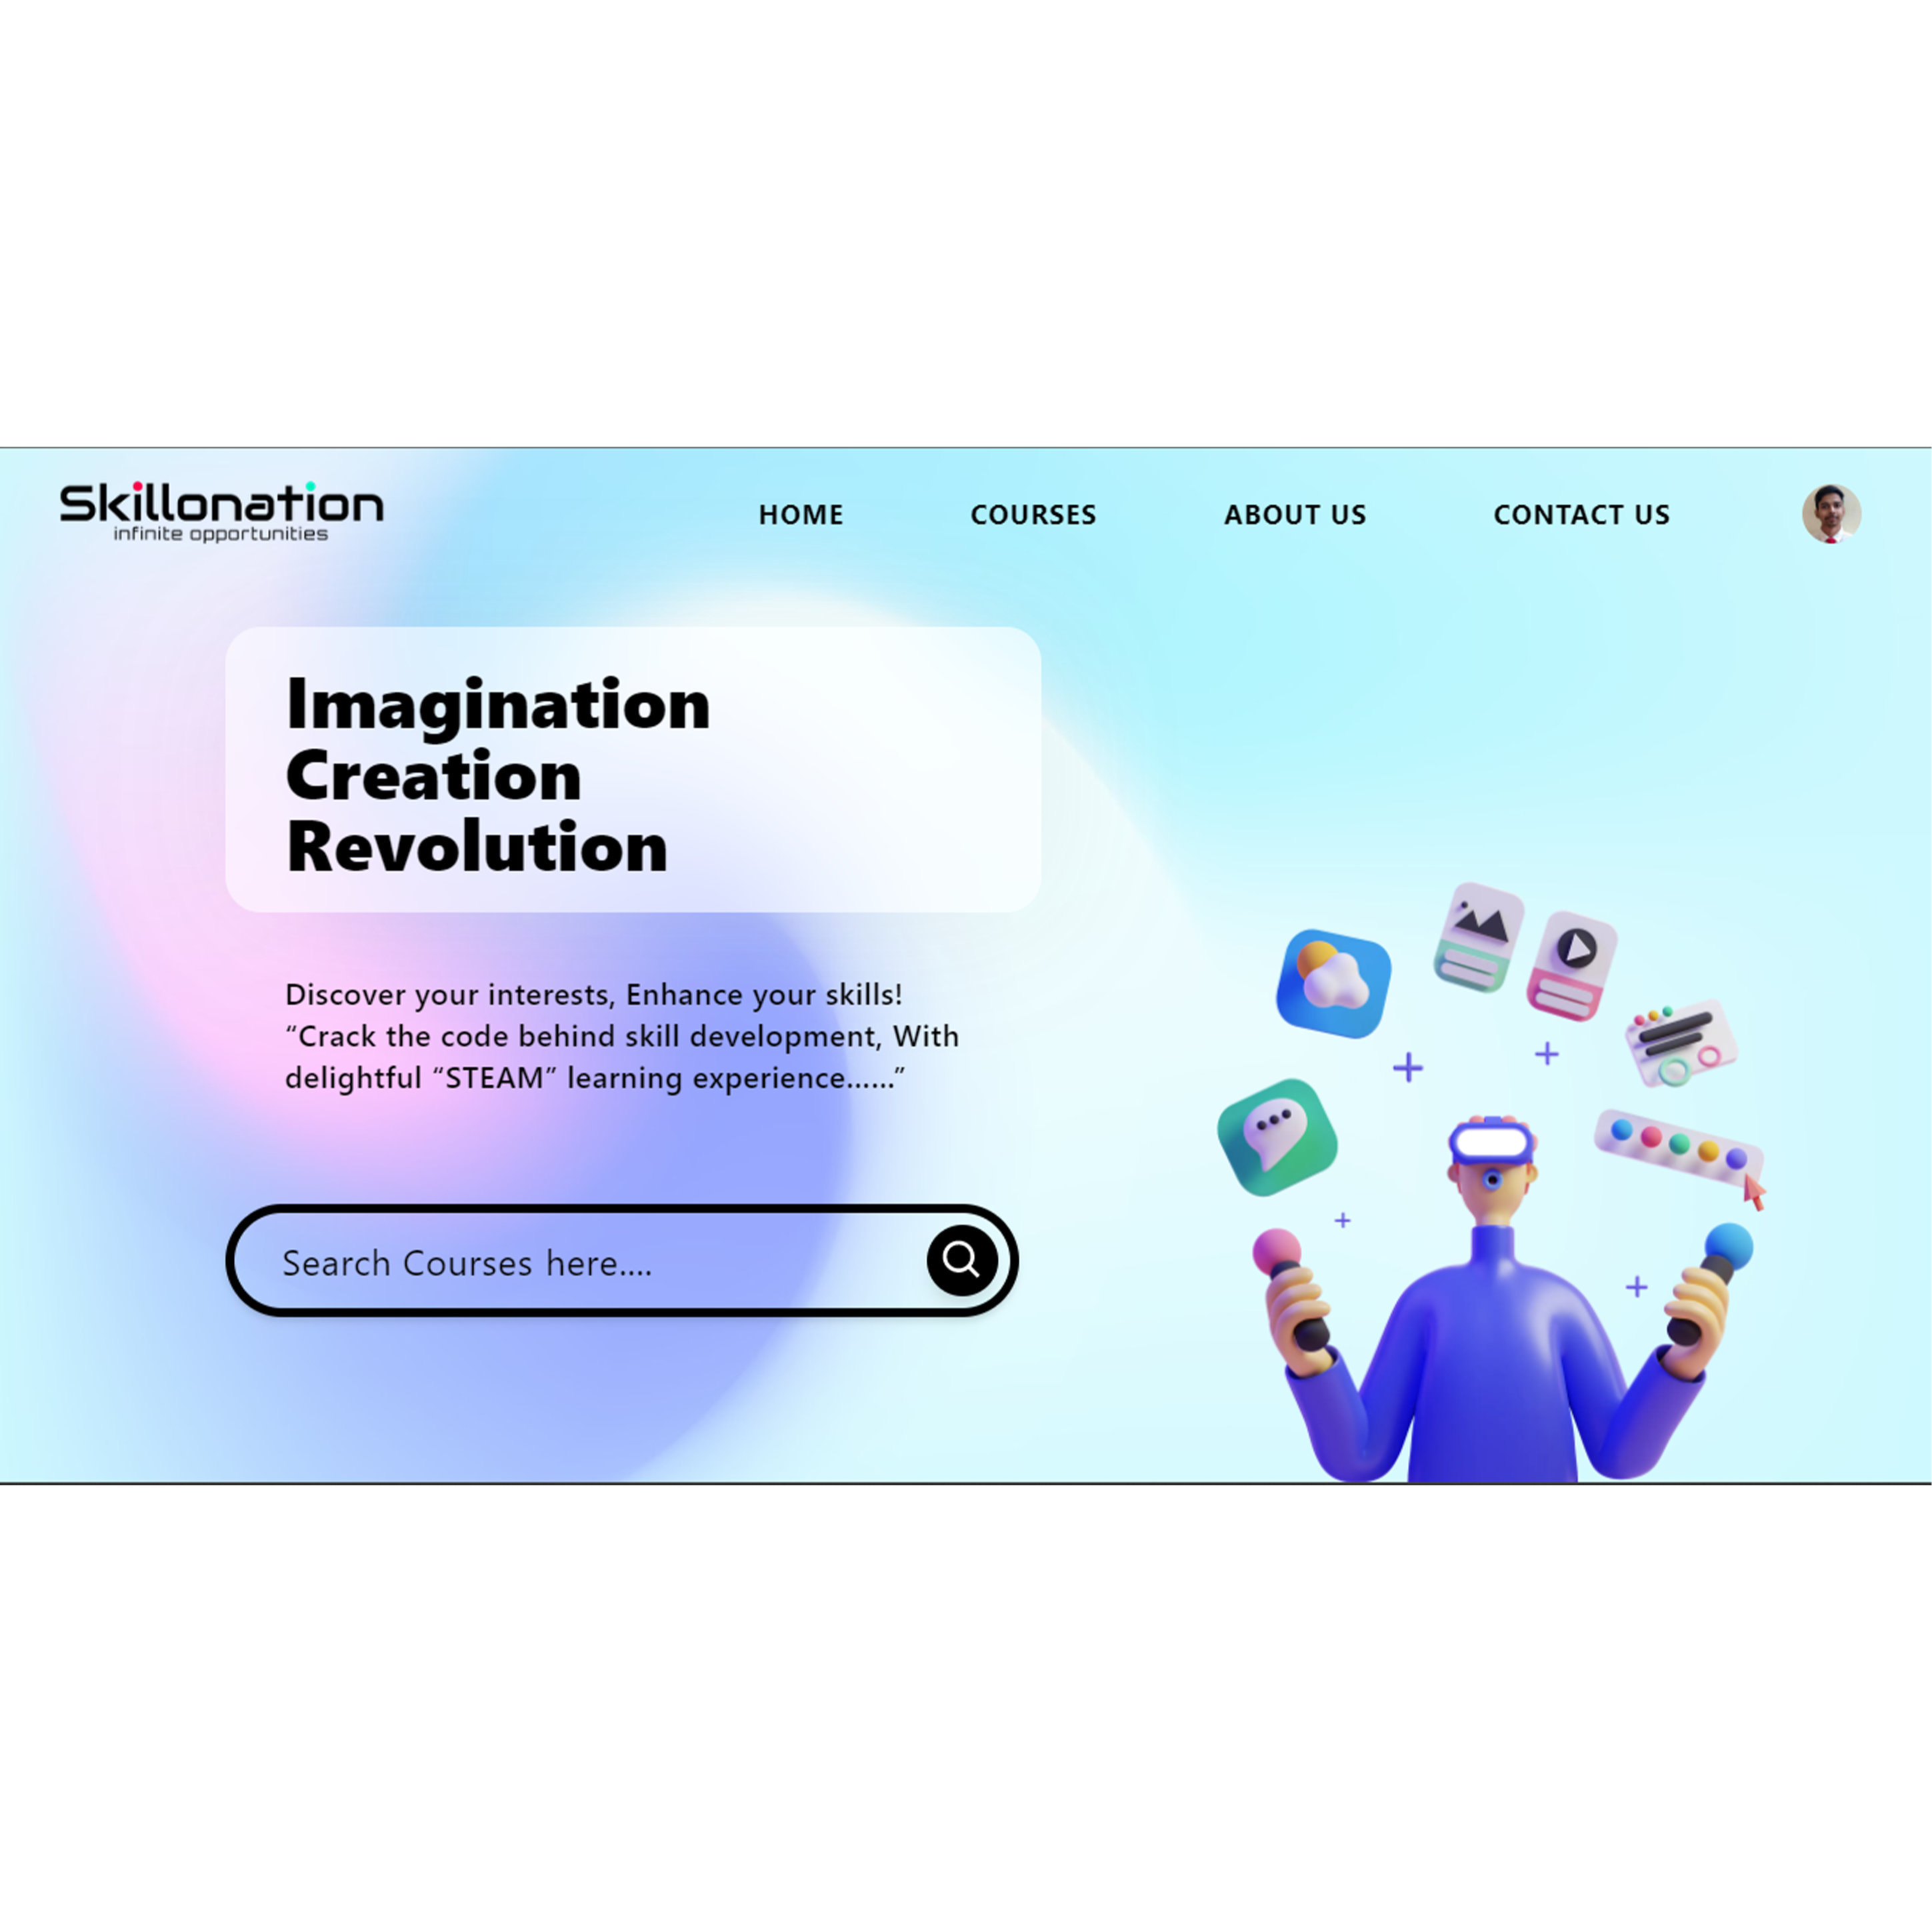 Skillonation
infinite opportunities
HOME COURSES ABOUT US CONTACT US
Imagination
Creation
Revolution
Discover your interests, Enhance your skills!
“Crack the code behind skill development, With
delightful “STEAM” learning experience......”
Search Courses here....